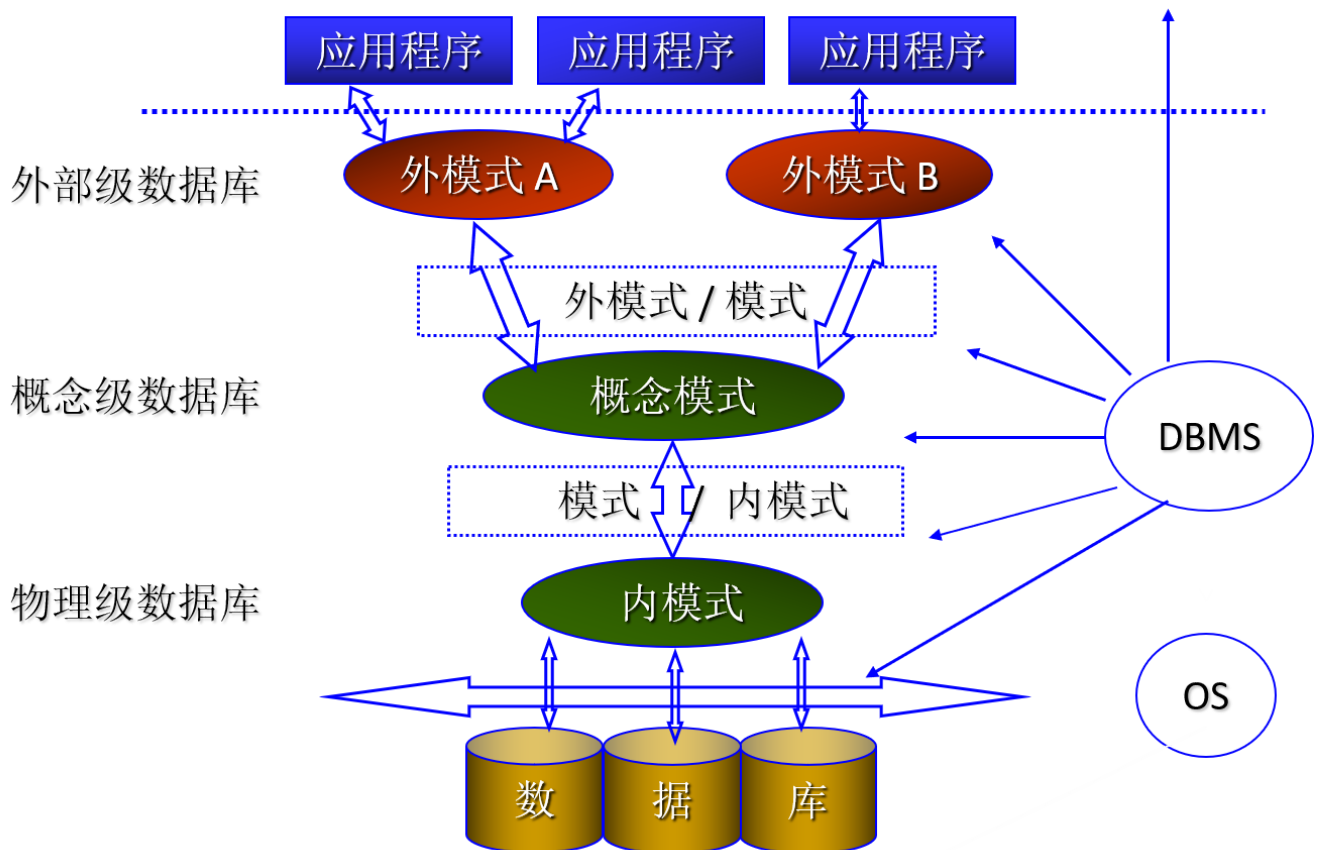 应用程序 应用程序 应用程序
外部级数据库 外模式 A 外模式 B
外模式 / 模式
概念级数据库 概念模式 DBMS
模式 / 内模式
物理级数据库 内模式
OS
数 据 库